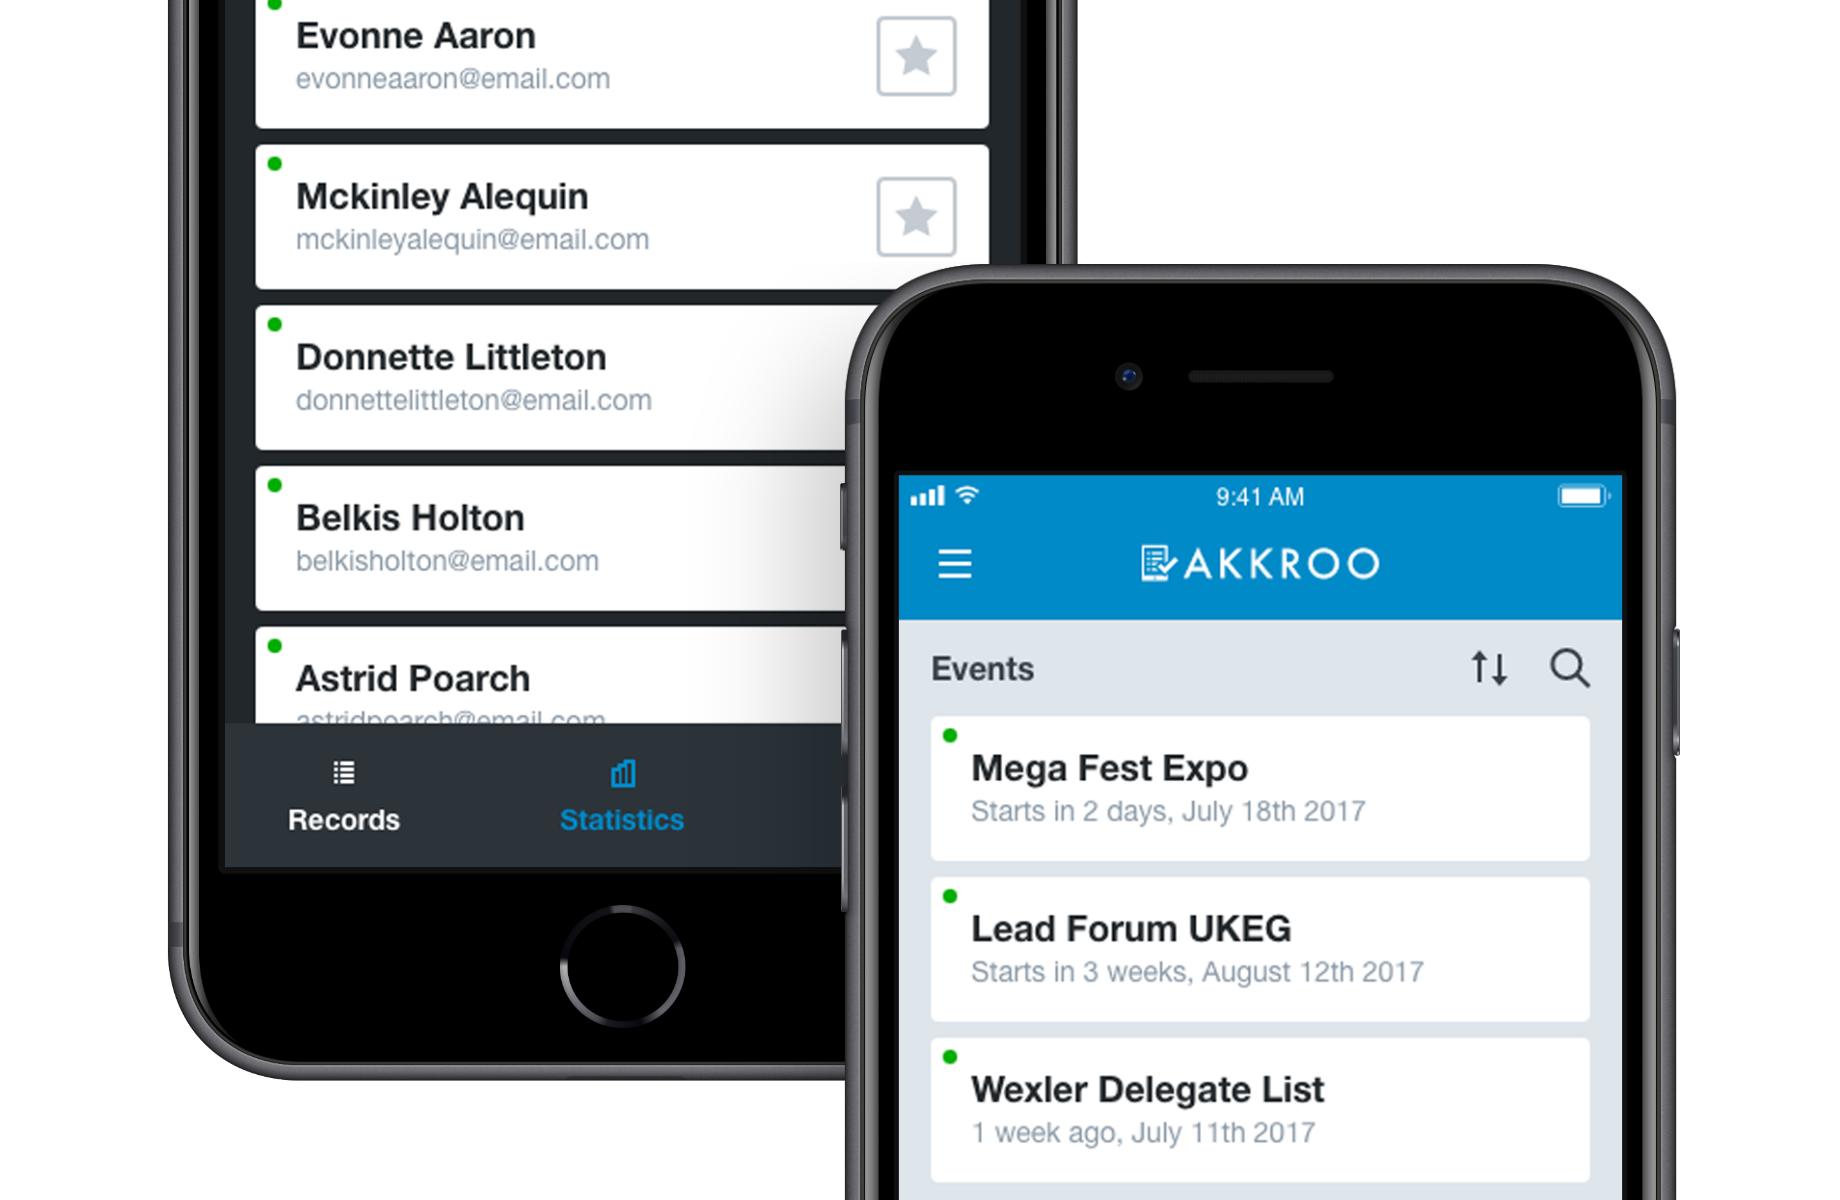 Evonne Aaron
evonneaaron@email.com
Mckinley Alequin
mckinleyalequin@email.com
Donnette Littleton
donnettelittleton@email.com
Belkis Holton
belkisholton@email.com
Astrid Poarch
astridpoarch@email.com
Records
Statistics
9:41 AM
AKKROO
Events
Mega Fest Expo
Starts in 2 days, July 18th 2017
Lead Forum UKEG
Starts in 3 weeks, August 12th 2017
Wexler Delegate List
1 week ago, July 11th 2017